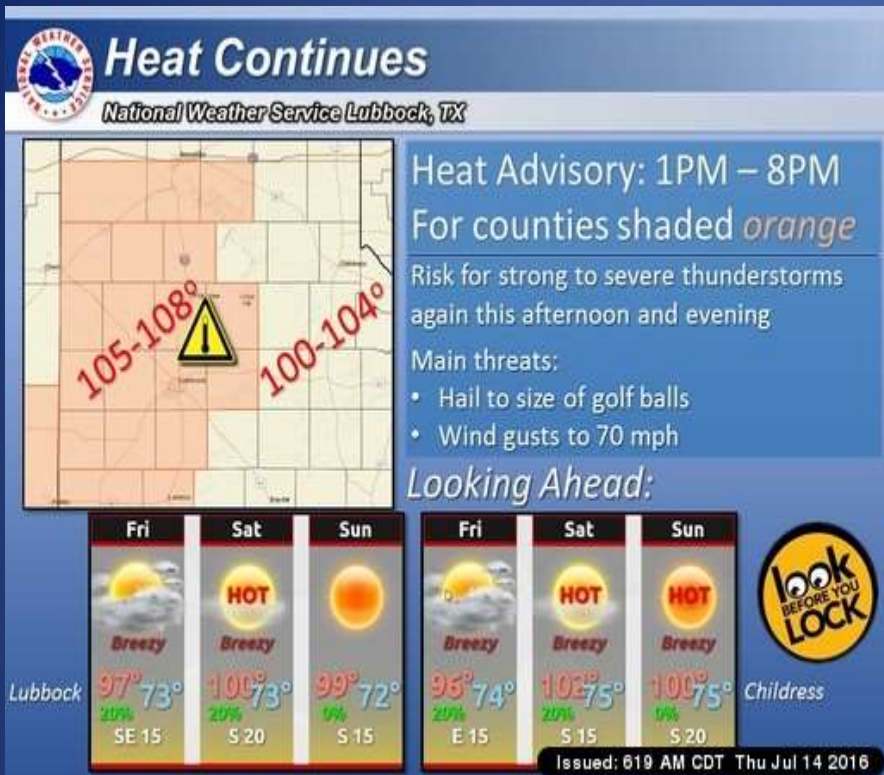 NATIONAL WEATHER SERVICE
Heat Continues
National Weather Service Lubbock, TX
105-108°
100-104°
Heat Advisory: 1PM – 8PM
For counties shaded orange
Risk for strong to severe thunderstorms
again this afternoon and evening
Main threats:
• Hail to size of golf balls
• Wind gusts to 70 mph
Looking Ahead:
Fri Sat Sun
HOT
Breezy Breezy
Lubbock 97° 73° 100° 73° 99° 72°
20% 20% 0%
SE 15 S 20 S 15
Fri Sat Sun
HOT HOT
Breezy Breezy
96° 74° 102° 75° 100° 75° Childress
20% 20% 0%
E 15 S 15 S 20
look
BEFORE YOU
LOCK
Issued: 619 AM CDT Thu Jul 14 2016